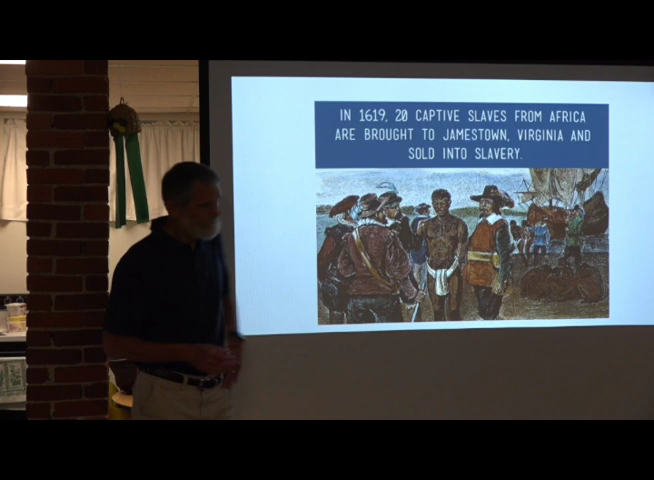 IN 1619, 20 CAPTIVE SLAVES FROM AFRICA
ARE BROUGHT TO JAMESTOWN, VIRGINIA AND
SOLD INTO SLAVERY.